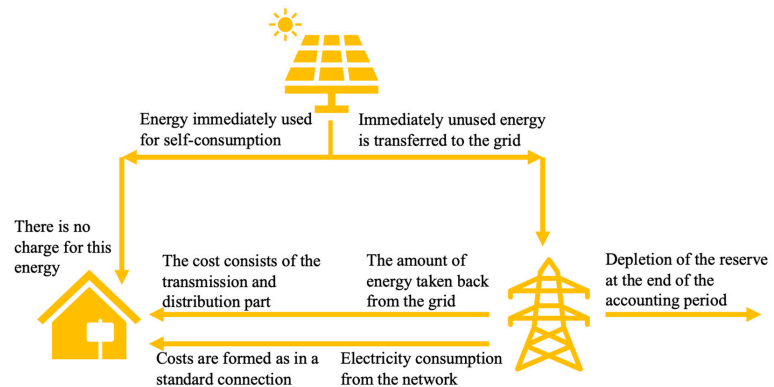 Energy immediately used
for self-consumption
Immediately unused energy
is transferred to the grid
There is no
charge for this
energy
The cost consists of the
transmission and
distribution part
The amount of
energy taken back
from the grid
Depletion of the reserve
at the end of the
accounting period
Costs are formed as in a
standard connection
Electricity consumption
from the network